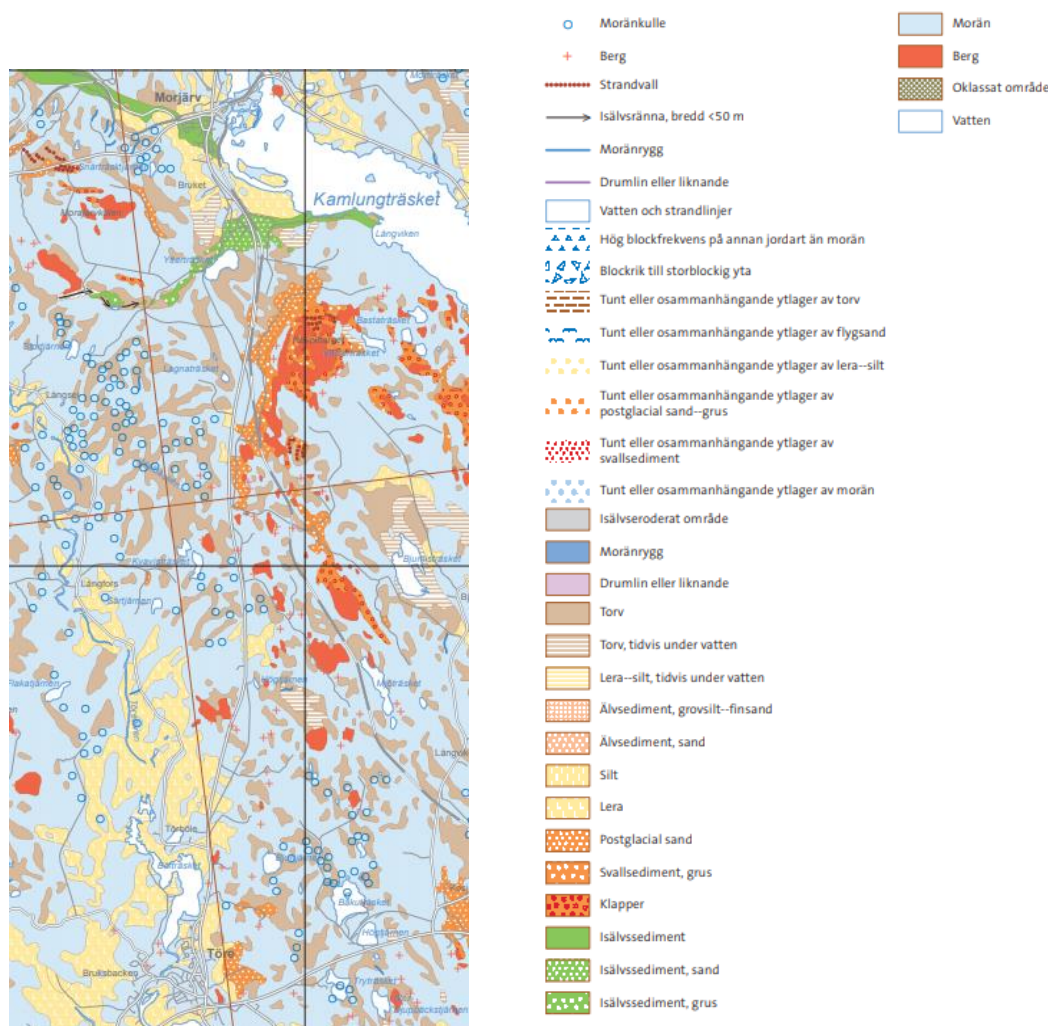 Moränkulle
Berg
Strandvall
Isälvsränna, bredd <50 m
Moränrygg
Drumlin eller liknande
Vatten och strandlinjer
Hög blockfrekvens på annan jordart än morän
Blockrik till storblockig yta
Tunt eller osammanhängande ytlager av torv
Tunt eller osammanhängande ytlager av flygsand
Tunt eller osammanhängande ytlager av lera--silt
Tunt eller osammanhängande ytlager av
postglacial sand--grus
Tunt eller osammanhängande ytlager av
svallsediment
Tunt eller osammanhängande ytlager av morän
Isälvseroderat område
Moränrygg
Drumlin eller liknande
Torv
Torv, tidvis under vatten
Lera--silt, tidvis under vatten
Älvsediment, grovsilt--finsand
Älvsediment, sand
Silt
Lera
Postglacial sand
Svallsediment, grus
Klapper
Isälvssediment
Isälvssediment, sand
Isälvssediment, grus
Morän
Berg
Oklassat område
Vatten
Morjärv
Bruket
Kamlungträsket
Långviken
Bastaträsket
Lagnaträsket
Långfors
Särtjärnen
Törböle
Bruksbacken
Töre